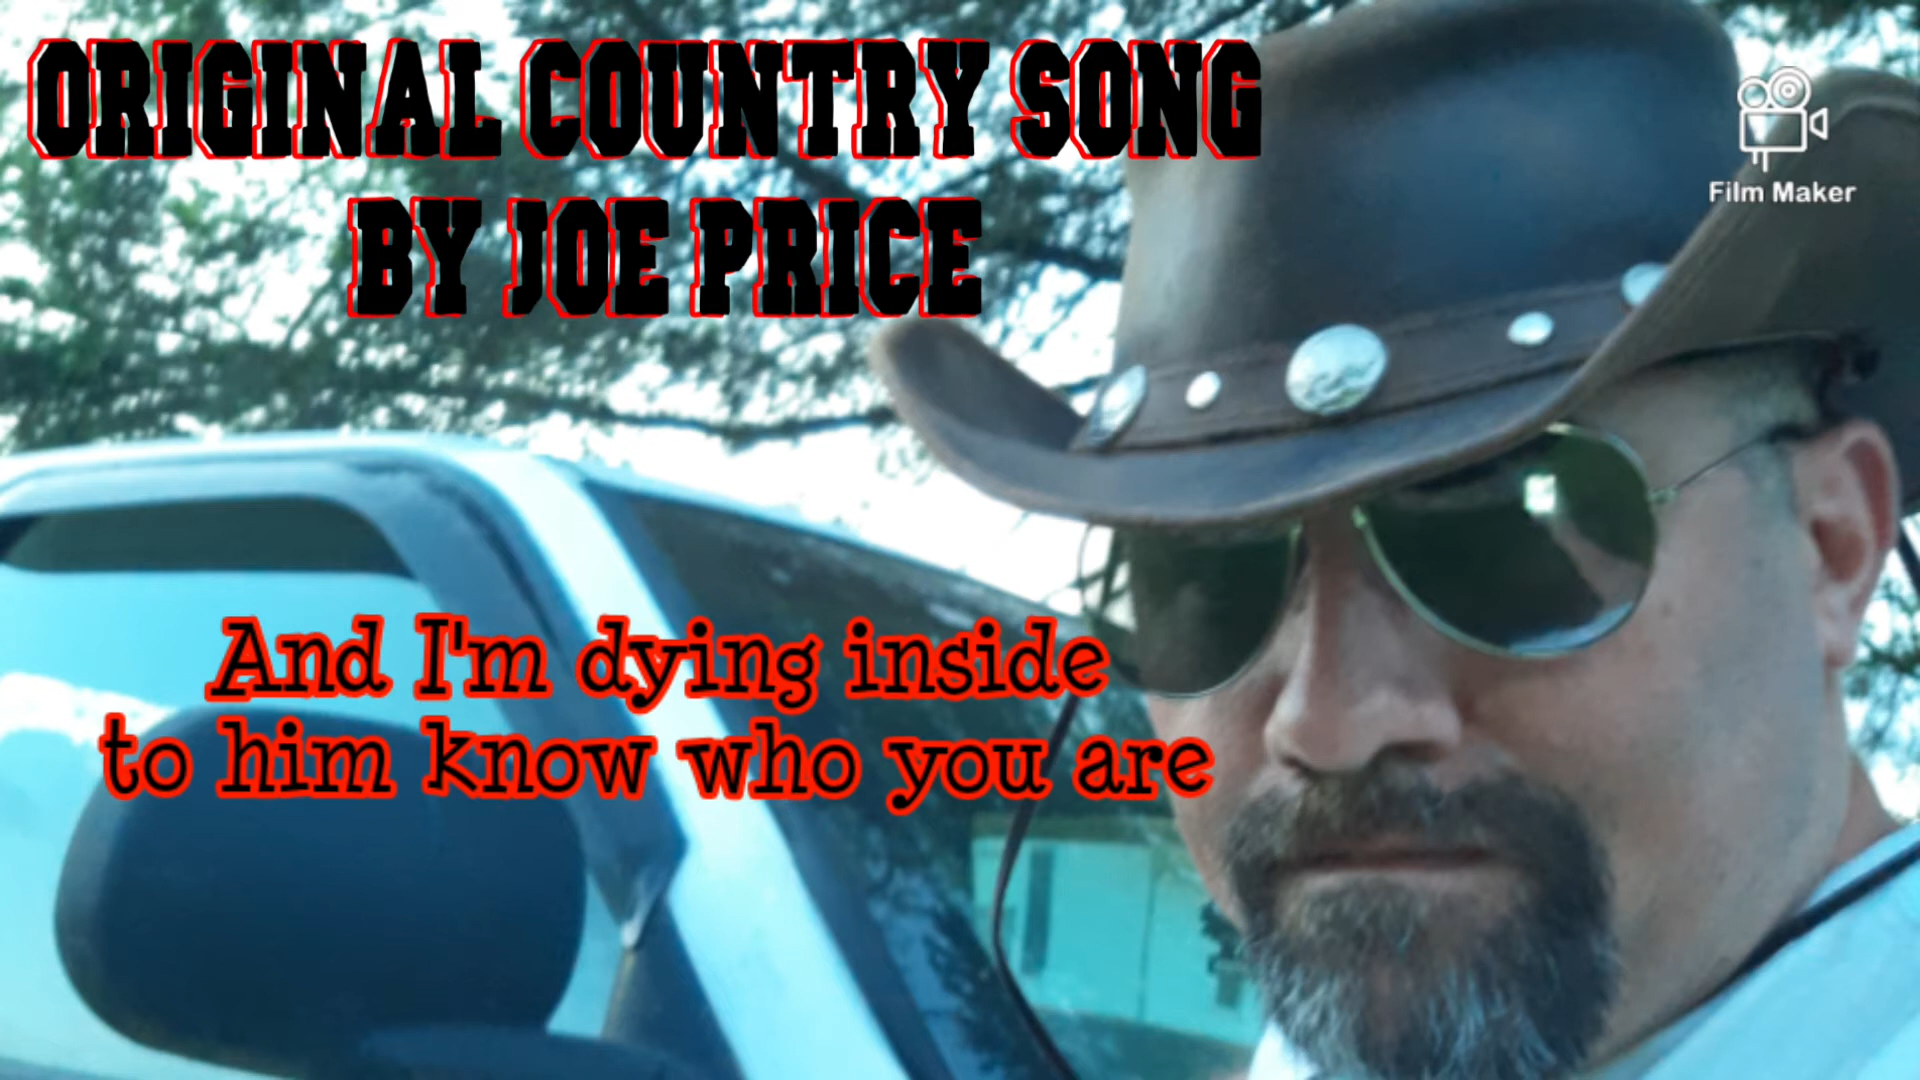 ORIGINAL COUNTRY SONG
BY JOE PRICE
Film Maker
And I'm dying inside
to him know who you are